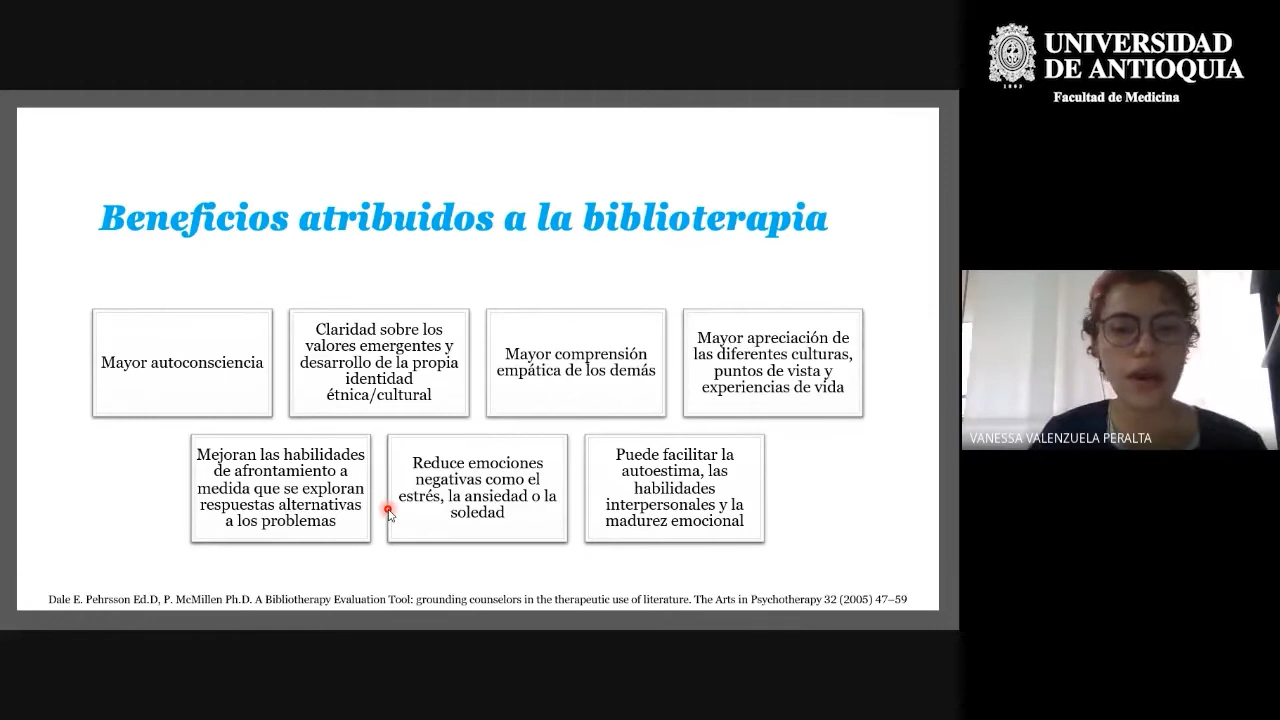 UNIVERSIDAD
DE ANTIOQUIA
1803
Facultad de Medicina
Beneficios atribuidos a la biblioterapia
Mayor autoconsciencia
Claridad sobre los
valores emergentes y
desarrollo de la propia
identidad
étnica/cultural
Mayor comprensión
empática de los demás
Mayor apreciación de
las diferentes culturas,
puntos de vista y
experiencias de vida
Mejoran las habilidades
de afrontamiento a
medida que se exploran
respuestas alternativas
a los problemas
Reduce emociones
negativas como el
estrés, la ansiedad o la
soledad
Puede facilitar la
autoestima, las
habilidades
interpersonales y la
madurez emocional
Dale E. Pehrsson Ed.D, P. McMillen Ph.D. A Bibliotherapy Evaluation Tool: grounding counselors in the therapeutic use of literature. The Arts in Psychotherapy 32 (2005) 47–59
VANESSA VALENZUELA PERALTA